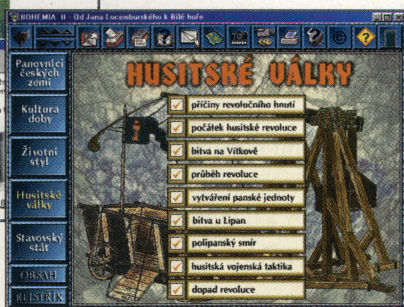 BOHEMIA II - Od Jana Lucemburského k Bílé hoře
HUSITSKÉ VÁLKY
Panovníci
českých
zemí
Kultura
doby
Životní
styl
Husitské
války
Stavovský
stát
OBSAH
REJSTŘÍK
příčiny revolučního hnutí
počátek husitské revoluce
bitva na Vítkově
průběh revoluce
vytváření panské jednoty
bitva u Lipan
polipanský smír
husitská vojenská taktika
dopad revoluce